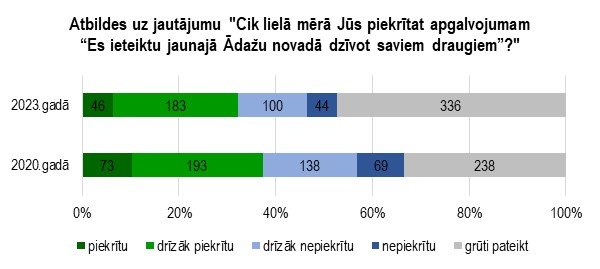 Atbildes uz jautājumu "Cik lielā mērā Jūs piekrītat apgalvojumam
“Es ieteiktu jaunajā Ādažu novadā dzīvot saviem draugiem”?"
2023.gadā 46 183 100 44 336
2020.gadā 73 193 138 69 238
0% 20% 40% 60% 80% 100%
piekrītu drīzāk piekrītu drīzāk nepiekrītu nepiekrītu grūti pateikt